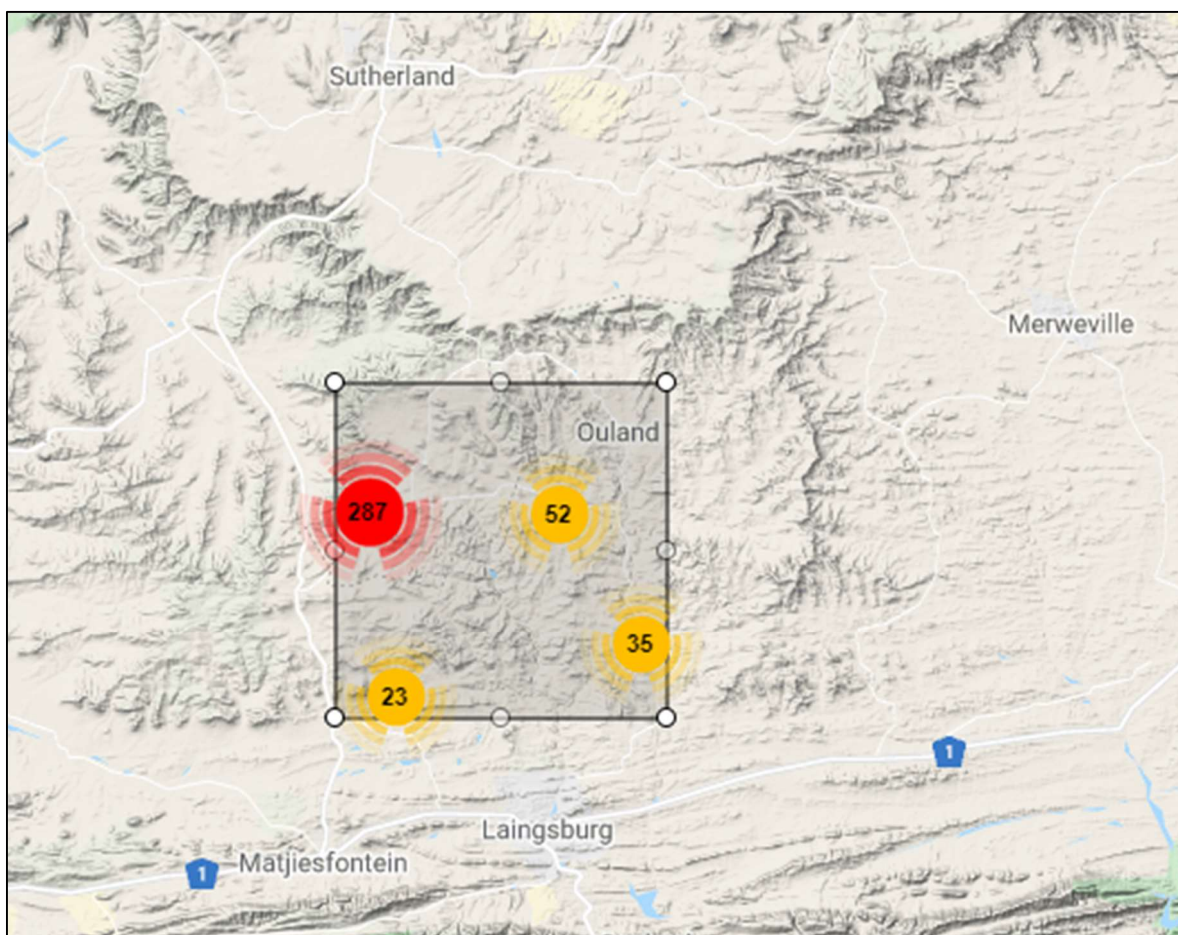 Sutherland
Merweville
Ouland
287
52
35
23
1
Laingsburg
Matjiesfontein
1